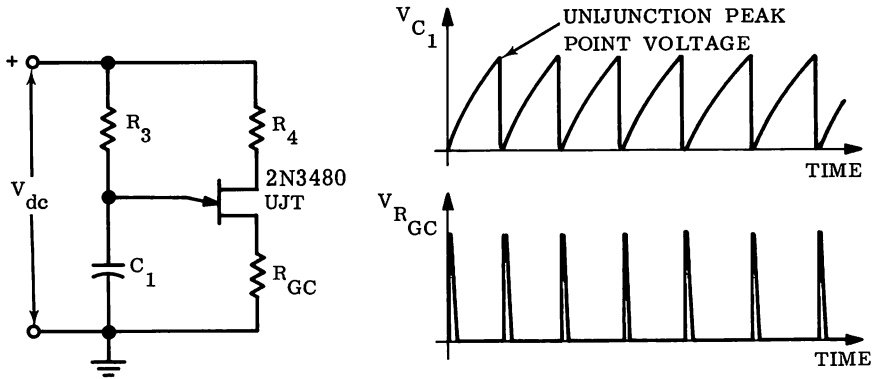 +
R3
R4
Vdc
2N3480
UJT
C1
RGC
VC1
UNIJUNCTION PEAK
POINT VOLTAGE
TIME
VRGC
TIME